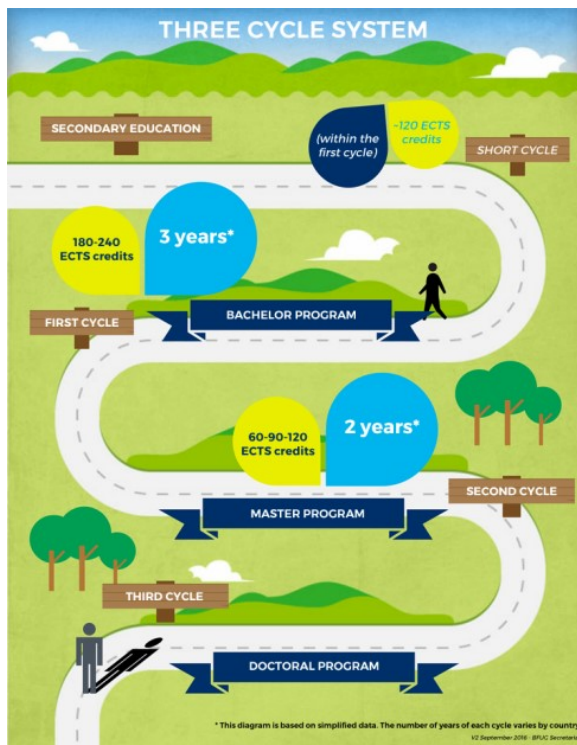 THREE CYCLE SYSTEM
SECONDARY EDUCATION
(within the
first cycle)
~120 ECTS
credits
SHORT CYCLE
180-240
ECTS credits
3 years*
BACHELOR PROGRAM
FIRST CYCLE
60-90-120
ECTS credits
2 years*
SECOND CYCLE
MASTER PROGRAM
THIRD CYCLE
DOCTORAL PROGRAM
* This diagram is based on simplified data. The number of years of each cycle varies by country
V2 September 2016 - BFUG